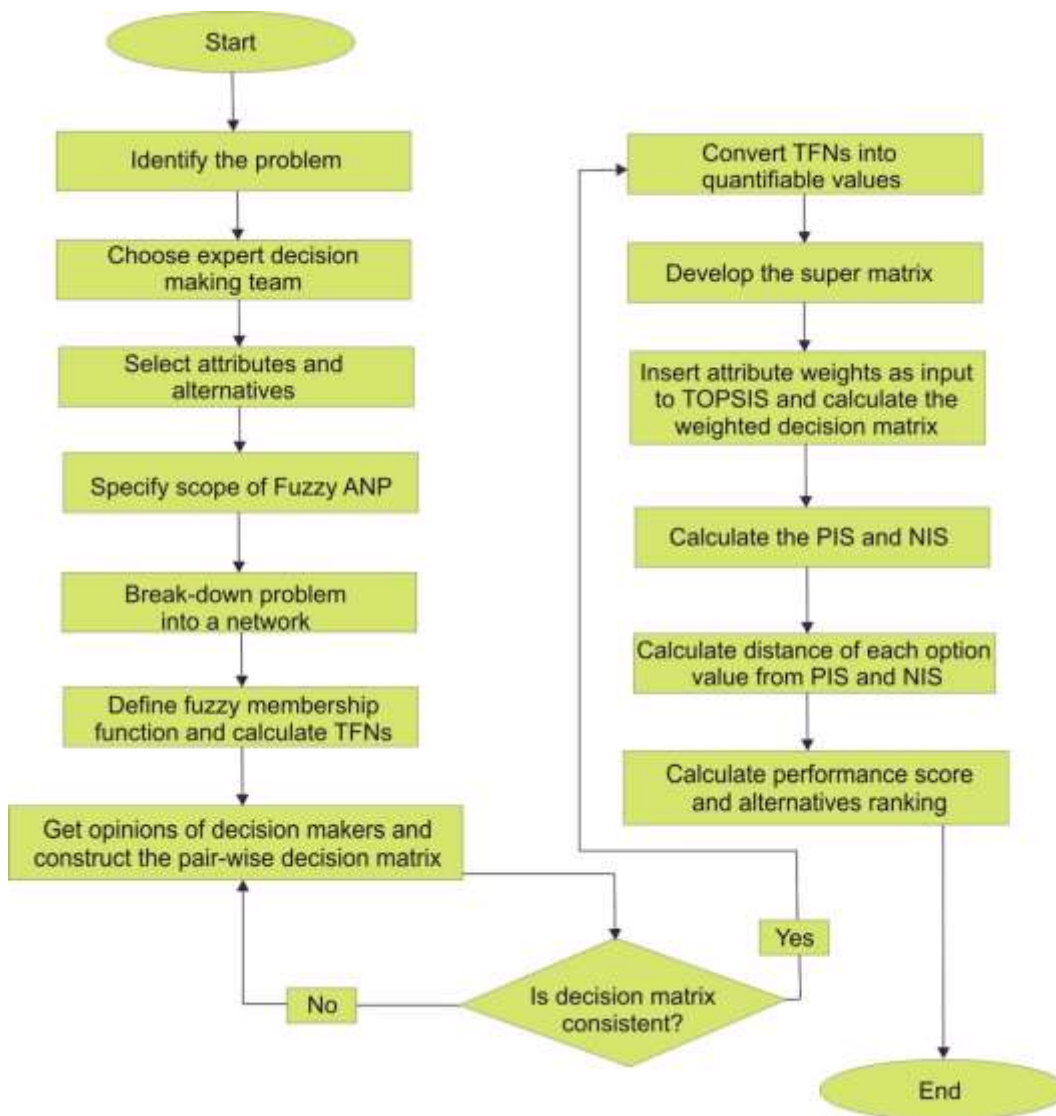 Start
Identify the problem
Choose expert decision
making team
Select attributes and
alternatives
Specify scope of Fuzzy ANP
Break-down problem
into a network
Define fuzzy membership
function and calculate TFNs
Get opinions of decision makers and
construct the pair-wise decision matrix
Is decision matrix
consistent?
No
Yes
Convert TFNs into
quantifiable values
Develop the super matrix
Insert attribute weights as input
to TOPSIS and calculate the
weighted decision matrix
Calculate the PIS and NIS
Calculate distance of each option
value from PIS and NIS
Calculate performance score
and alternatives ranking
End